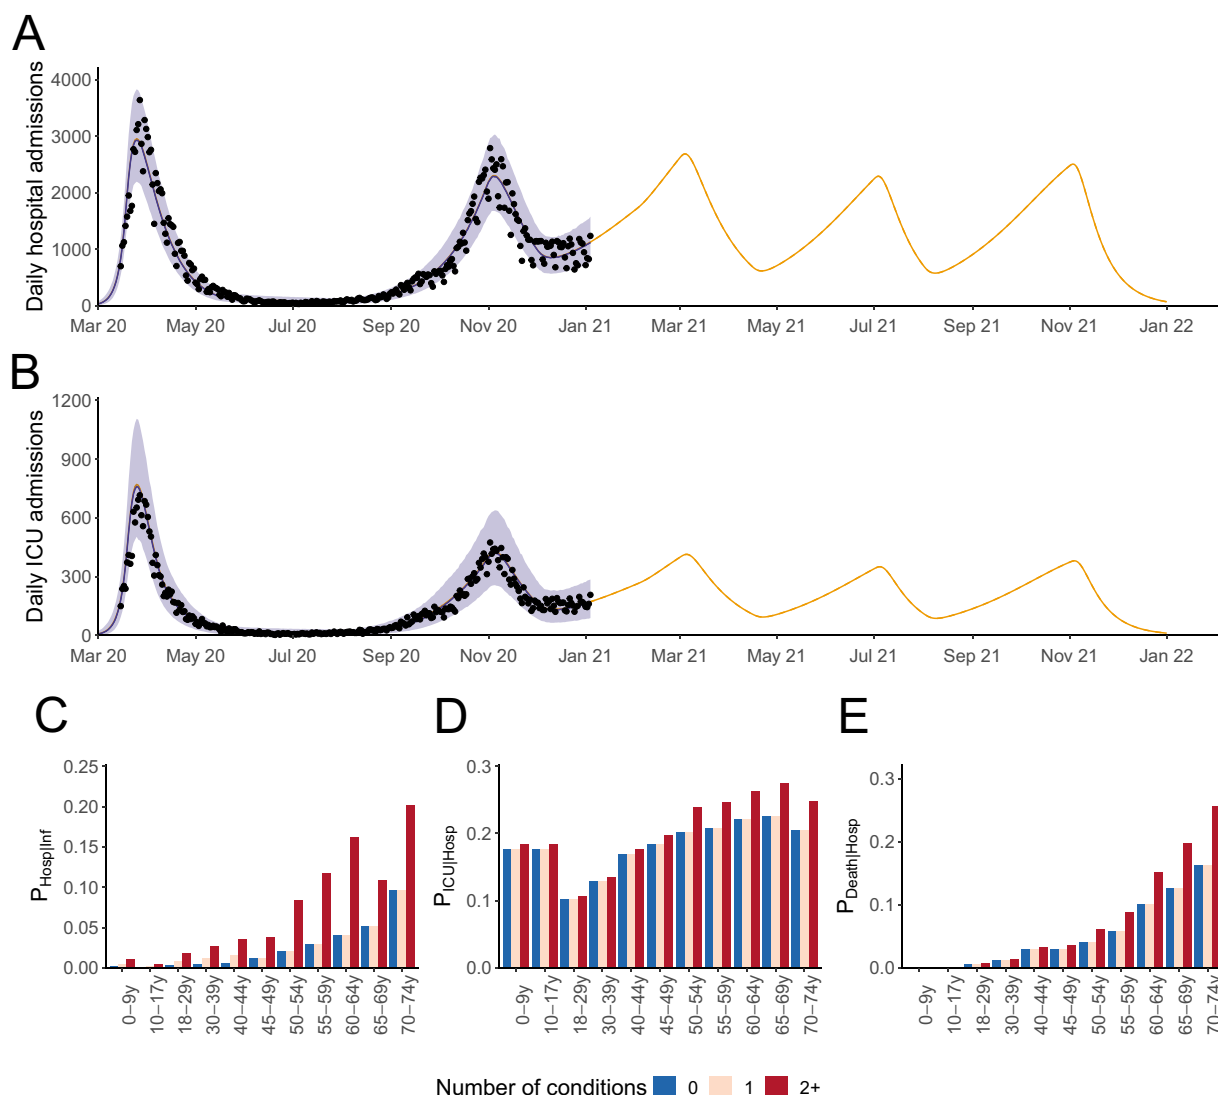 A
Daily hospital admissions
4000
3000
2000
1000
0
Mar 20 May 20 Jul 20 Sep 20 Nov 20 Jan 21 Mar 21 May 21 Jul 21 Sep 21 Nov 21 Jan 22
B
Daily ICU admissions
1200
900
600
300
0
Mar 20 May 20 Jul 20 Sep 20 Nov 20 Jan 21 Mar 21 May 21 Jul 21 Sep 21 Nov 21 Jan 22
C
P Hosp|Inf
0.25
0.20
0.15
0.10
0.05
0.00
0–9y 10–17y 18–29y 30–39y 40–44y 45–49y 50–54y 55–59y 60–64y 65–69y 70–74y
D
P ICU|Hosp
0.3
0.2
0.1
0.0
0–9y 10–17y 18–29y 30–39y 40–44y 45–49y 50–54y 55–59y 60–64y 65–69y 70–74y
E
P Death|Hosp
0.3
0.2
0.1
0.0
0–9y 10–17y 18–29y 30–39y 40–44y 45–49y 50–54y 55–59y 60–64y 65–69y 70–74y
Number of conditions 0 1 2+